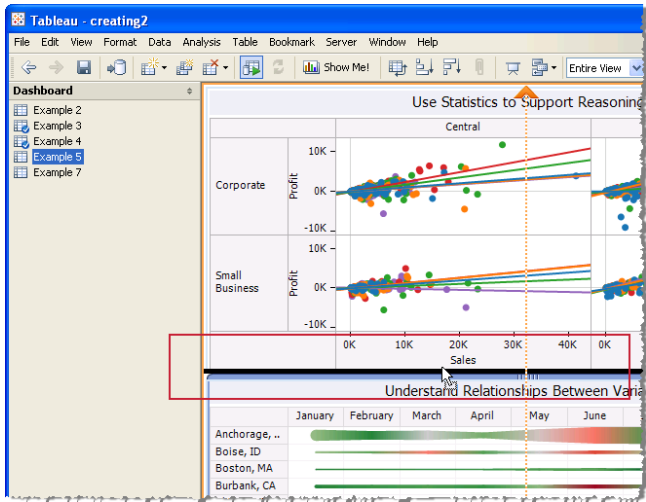 Tableau - creating2
File Edit View Format Data Analysis Table Bookmark Server Window Help
Show Me! Entire View
Dashboard
Example 2
Example 3
Example 4
Example 5
Example 7
Use Statistics to Support Reasoning
Central
Corporate
Profit
10K
0K
-10K
Small
Business
Profit
10K
0K
-10K
0K 10K 20K 30K 40K 0K
Sales
Understand Relationships Between Varia
January February March April May June
Anchorage, ..
Boise, ID
Boston, MA
Burbank, CA